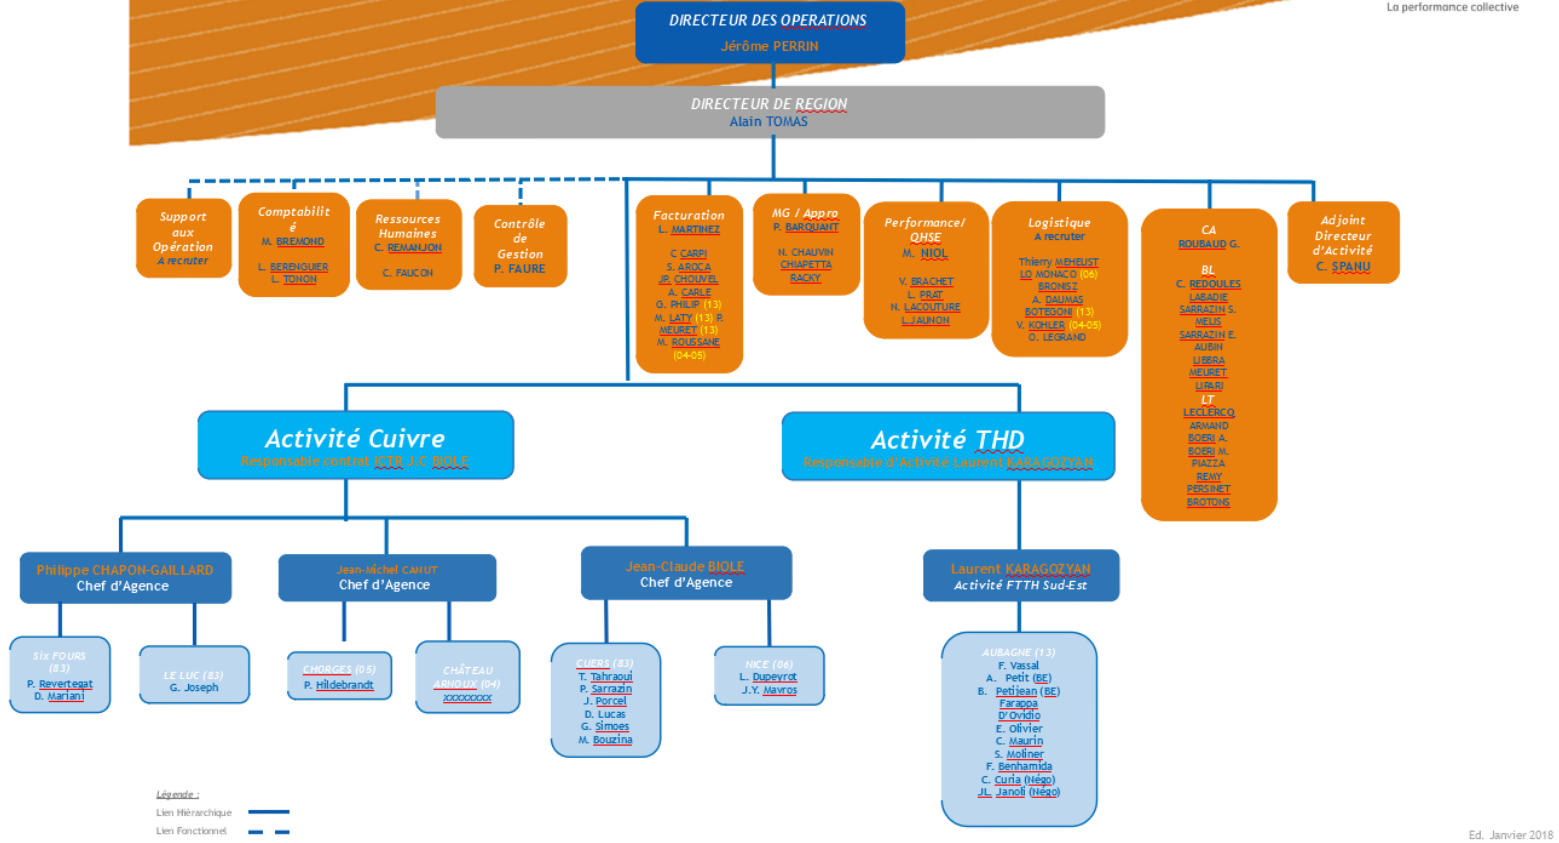 La performance collective
DIRECTEUR DES OPERATIONS
Jérôme PERRIN
DIRECTEUR DE REGION
Alain TOMAS
Support
aux
Opération
A recruter
Comptabilit
é
M. BREMOND
L. BERENGUIER
L. TONON
Ressources
Humaines
C. REMANJON
C. FAUCON
Contrôle
de
Gestion
P. FAURE
Facturation
L. MARTINEZ
C CARPI
S. AROCA
JP. CHOUVEL
A. CARLE
G. PHILIP (13)
M. LATY (13) P.
MEURET (13)
M. ROUSSANE
(04-05)
MG / Appro
P. BARQUANT
N. CHAUVIN
CHIAPETTA
RACKY
Performance/
QHSE
M. NIOL
V. BRACHET
L. PRAT
N. LACOUTURE
L.JAUNON
Logistique
A recruter
Thierry MEHEUST
LO MONACO (06)
BRONISZ
A. DAUMAS
BOTEGONI (13)
V. KOHLER (04-05)
O. LEGRAND
CA
ROUBAUD G.
BL
C. REDOULES
LABADIE
SARRAZIN S.
MELIS
SARRAZIN E.
AUBIN
LIEBRA
MEURET
LIPARI
LT
LECLERCQ
ARMAND
BOERI A.
BOERI M.
PIAZZA
REMY
PERSINET
BROTONS
Adjoint
Directeur
d'Activité
C. SPANU
Activité Cuivre
Responsable contrat ICTR J.C BIOLE
Activité THD
Responsable d'Activité Laurent KARAGOZYAN
Philippe CHAPON-GAILLARD
Chef d'Agence
Jean-Michel CANUT
Chef d'Agence
Jean-Claude BIOLE
Chef d'Agence
Laurent KARAGOZYAN
Activité FTTH Sud-Est
Six FOURS
(83)
P. Revertegat
D. Mariani
LE LUC (83)
G. Joseph
CHORGES (05)
P. Hildebrandt
CHÂTEAU
ARNOUX (04)
xxxxxxxx
CUERS (83)
T. Tahraoui
P. Sarrazin
J. Porcel
D. Lucas
G. Simoes
M. Bouzina
NICE (06)
L. Dupeyrot
J.Y. Mavros
AUBAGNE (13)
F. Vassal
A. Petit (BE)
B. Petijean (BE)
Farappa
D'Ovidio
E. Olivier
C. Maurin
S. Moliner
F. Benhamida
C. Curia (Négo)
JL. Janoli (Négo)
Légende :
Lien Hiérarchique
Lien Fonctionnel
Ed. Janvier 2018